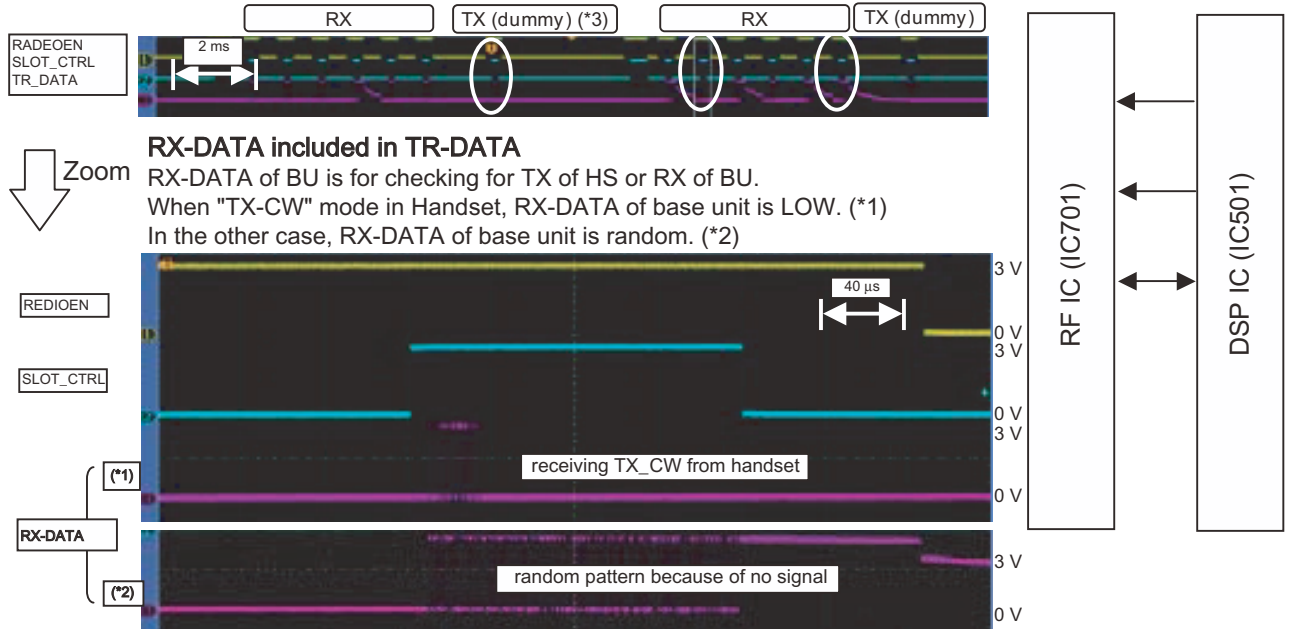 RX
TX (dummy) (*3)
RX
TX (dummy)
RADEOEN
SLOT_CTRL
TR_DATA
2 ms
RX-DATA included in TR-DATA
Zoom
RX-DATA of BU is for checking for TX of HS or RX of BU.
When "TX-CW" mode in Handset, RX-DATA of base unit is LOW. (*1)
In the other case, RX-DATA of base unit is random. (*2)
3 V
40 μs
REDIOEN
0 V
3 V
SLOT_CTRL
0 V
3 V
receiving TX_CW from handset
(*1)
0 V
RX-DATA
3 V
random pattern because of no signal
(*2)
0 V
RF IC (IC701)
DSP IC (IC501)